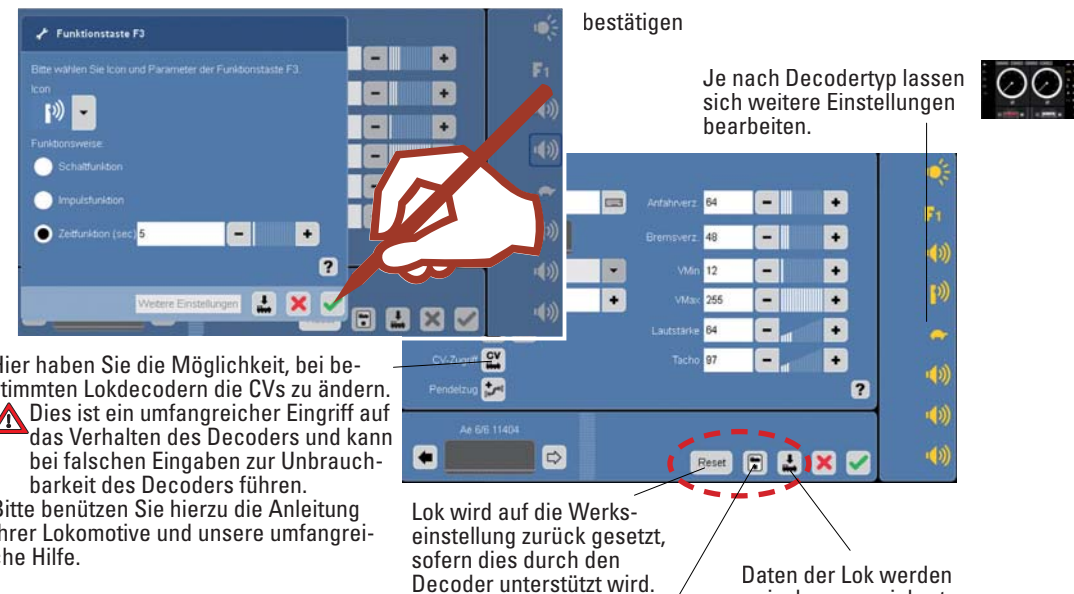 bestätigen
Funktionstaste F3
Bitte wählen Sie Icon und Parameter der Funktionstaste F3.
Icon
Funktionsweise:
Schaltfunktion
Impulsfunktion
Zeitfunktion (sec) 5
?
Weitere Einstellungen
F1
Je nach Decodertyp lassen
sich weitere Einstellungen
bearbeiten.
Anfahrverz. 64
Bremsverz. 48
VMin 12
VMax 255
Lautstärke 64
Tacho 97
F1
CV-Zugriff CV
Pendelzug
?
Ae 6/6 11404
Reset
Hier haben Sie die Möglichkeit, bei be-
stimmten Lokdecodern die CVs zu ändern.
Dies ist ein umfangreicher Eingriff auf
das Verhalten des Decoders und kann
bei falschen Eingaben zur Unbrauch-
barkeit des Decoders führen.
Bitte benützen Sie hierzu die Anleitung
Ihrer Lokomotive und unsere umfangrei-
che Hilfe.
Lok wird auf die Werks-
einstellung zurück gesetzt,
sofern dies durch den
Decoder unterstützt wird.
Daten der Lok werden